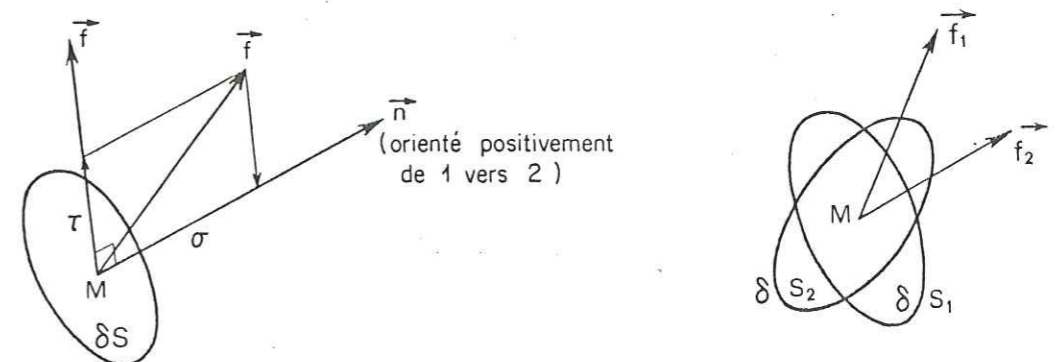 f
f
n
(orienté positivement
de 1 vers 2 )
τ
σ
M
δS
f₁
f₂
M
δ S₂
δ S₁